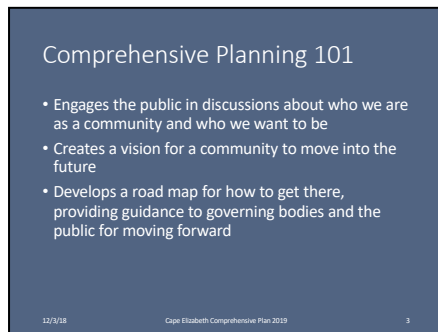 Comprehensive Planning 101
• Engages the public in discussions about who we are
as a community and who we want to be
• Creates a vision for a community to move into the
future
• Develops a road map for how to get there,
providing guidance to governing bodies and the
public for moving forward
12/3/18 Cape Elizabeth Comprehensive Plan 2019 3